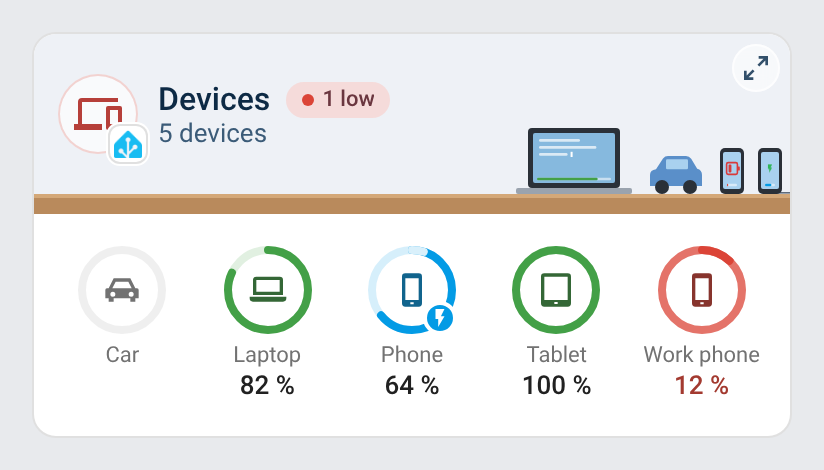 Devices
1 low
5 devices
Car
Laptop
Phone
Tablet
Work phone
82 %
64 %
100 %
12 %